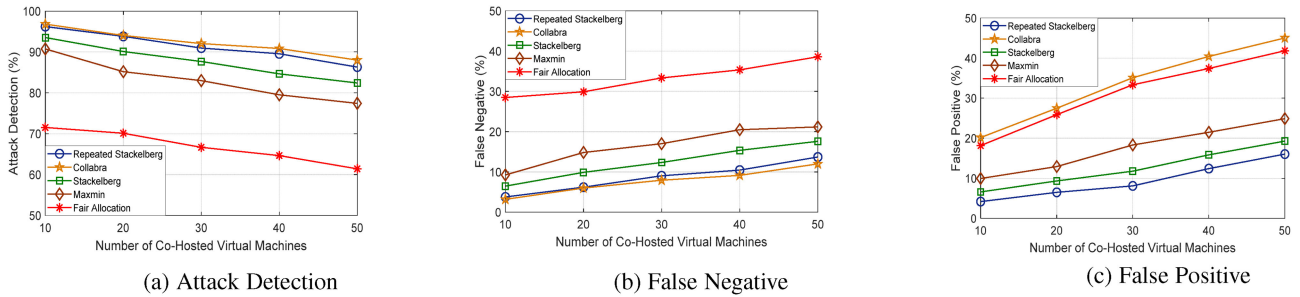 100
90
80
70
60
50
Attack Detection (%)
Repeated Stackelberg
Collabra
Stackelberg
Maxmin
Fair Allocation
10
20
30
40
50
Number of Co-Hosted Virtual Machines
(a) Attack Detection
50
40
30
20
10
0
False Negative (%)
Repeated Stackelberg
Collabra
Stackelberg
Maxmin
Fair Allocation
10
20
30
40
50
Number of Co-Hosted Virtual Machines
(b) False Negative
50
40
30
20
10
0
False Positive (%)
Repeated Stackelberg
Collabra
Stackelberg
Maxmin
Fair Allocation
10
20
30
40
50
Number of Co-Hosted Virtual Machines
(c) False Positive